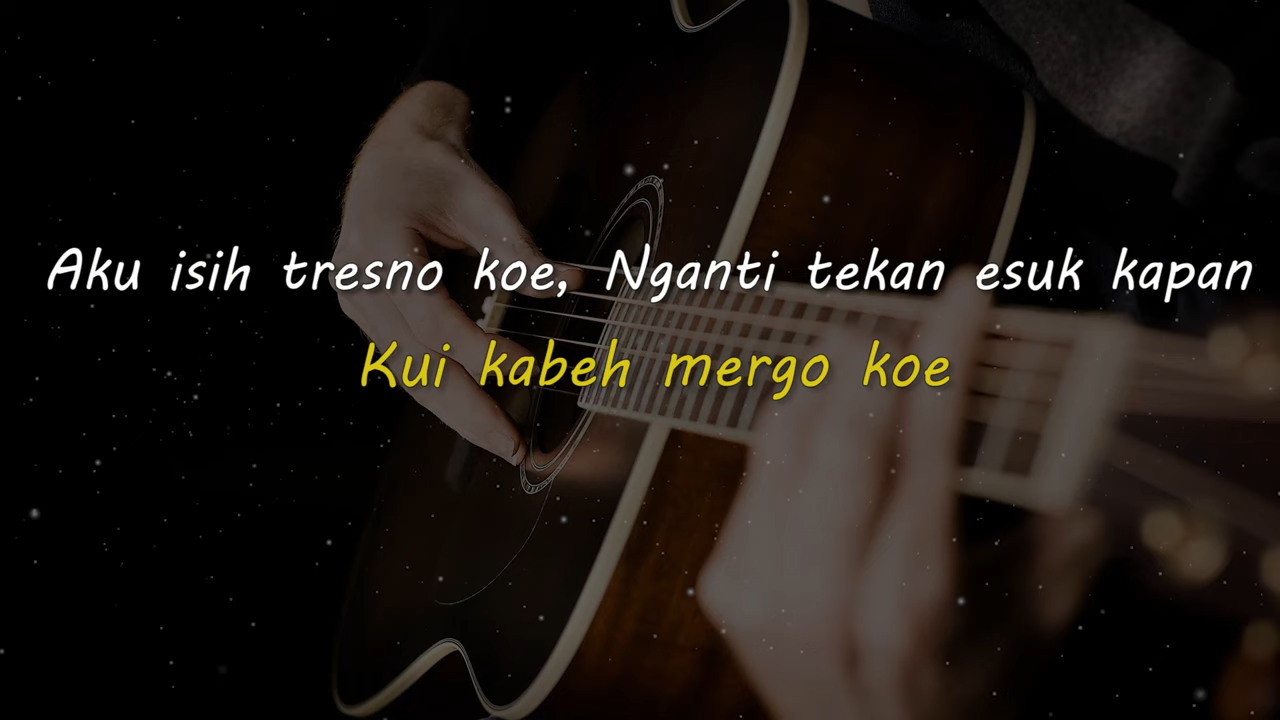 Aku isih tresno koe, Nganti tekan esuk kapan
Kui kabeh mergo koe